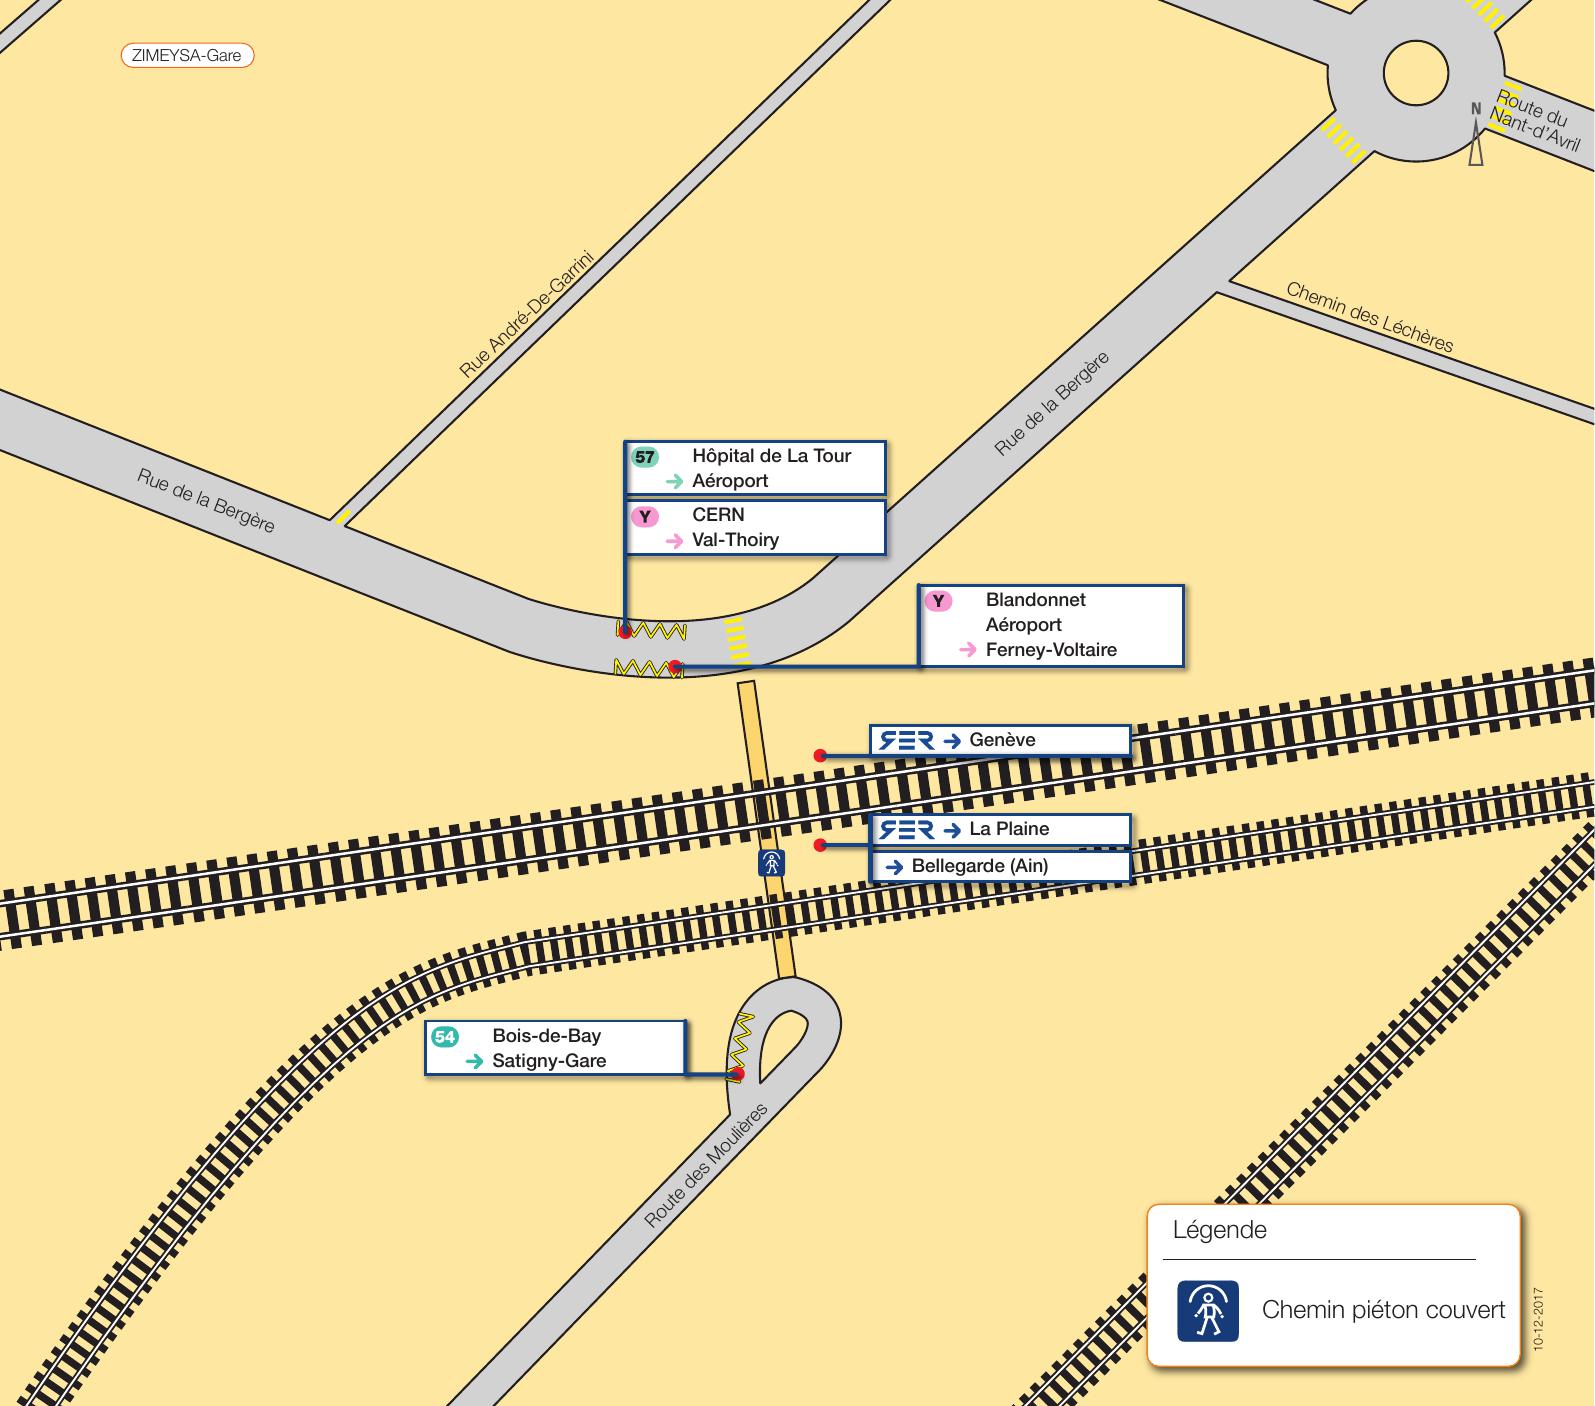 ZIMEYSA-Gare
Route du
Nant-d'Avril
N
Rue André-De-Garrini
Chemin des Léchères
Rue de la Bergère
Rue de la Bergère
57 Hôpital de La Tour
→ Aéroport
Y CERN
→ Val-Thoiry
Y Blandonnet
Aéroport
→ Ferney-Voltaire
RER → Genève
RER → La Plaine
→ Bellegarde (Ain)
54 Bois-de-Bay
→ Satigny-Gare
Route des Moulières
Légende
Chemin piéton couvert
10-12-2017